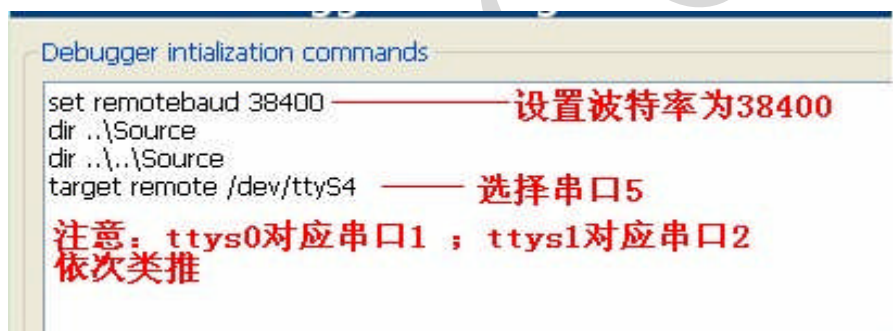 Debugger intialization commands
set remotebaud 38400 设置被特率为38400
dir ..\Source
dir ..\..\Source
target remote /dev/ttyS4 选择串口5
注意：ttys0对应串口1 ；ttys1对应串口2
依次类推